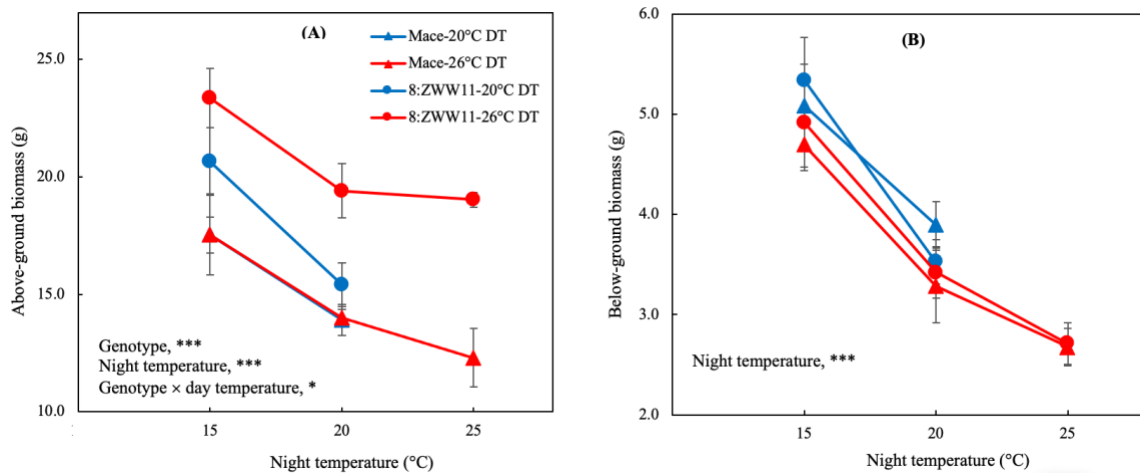 (A)
Mace-20°C DT
Mace-26°C DT
8:ZWW11-20°C DT
8:ZWW11-26°C DT
Above-ground biomass (g)
25.0
20.0
15.0
10.0
Genotype, ***
Night temperature, ***
Genotype × day temperature, *
15 20 25
Night temperature (°C)
(B)
Below-ground biomass (g)
6.0
5.0
4.0
3.0
2.0
Night temperature, ***
15 20 25
Night temperature (°C)